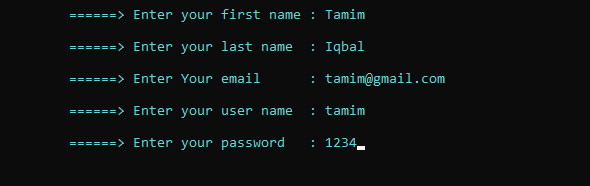 ======> Enter your first name : Tamim
======> Enter your last name  : Iqbal
======> Enter Your email      : tamim@gmail.com
======> Enter your user name : tamim
======> Enter your password   : 1234